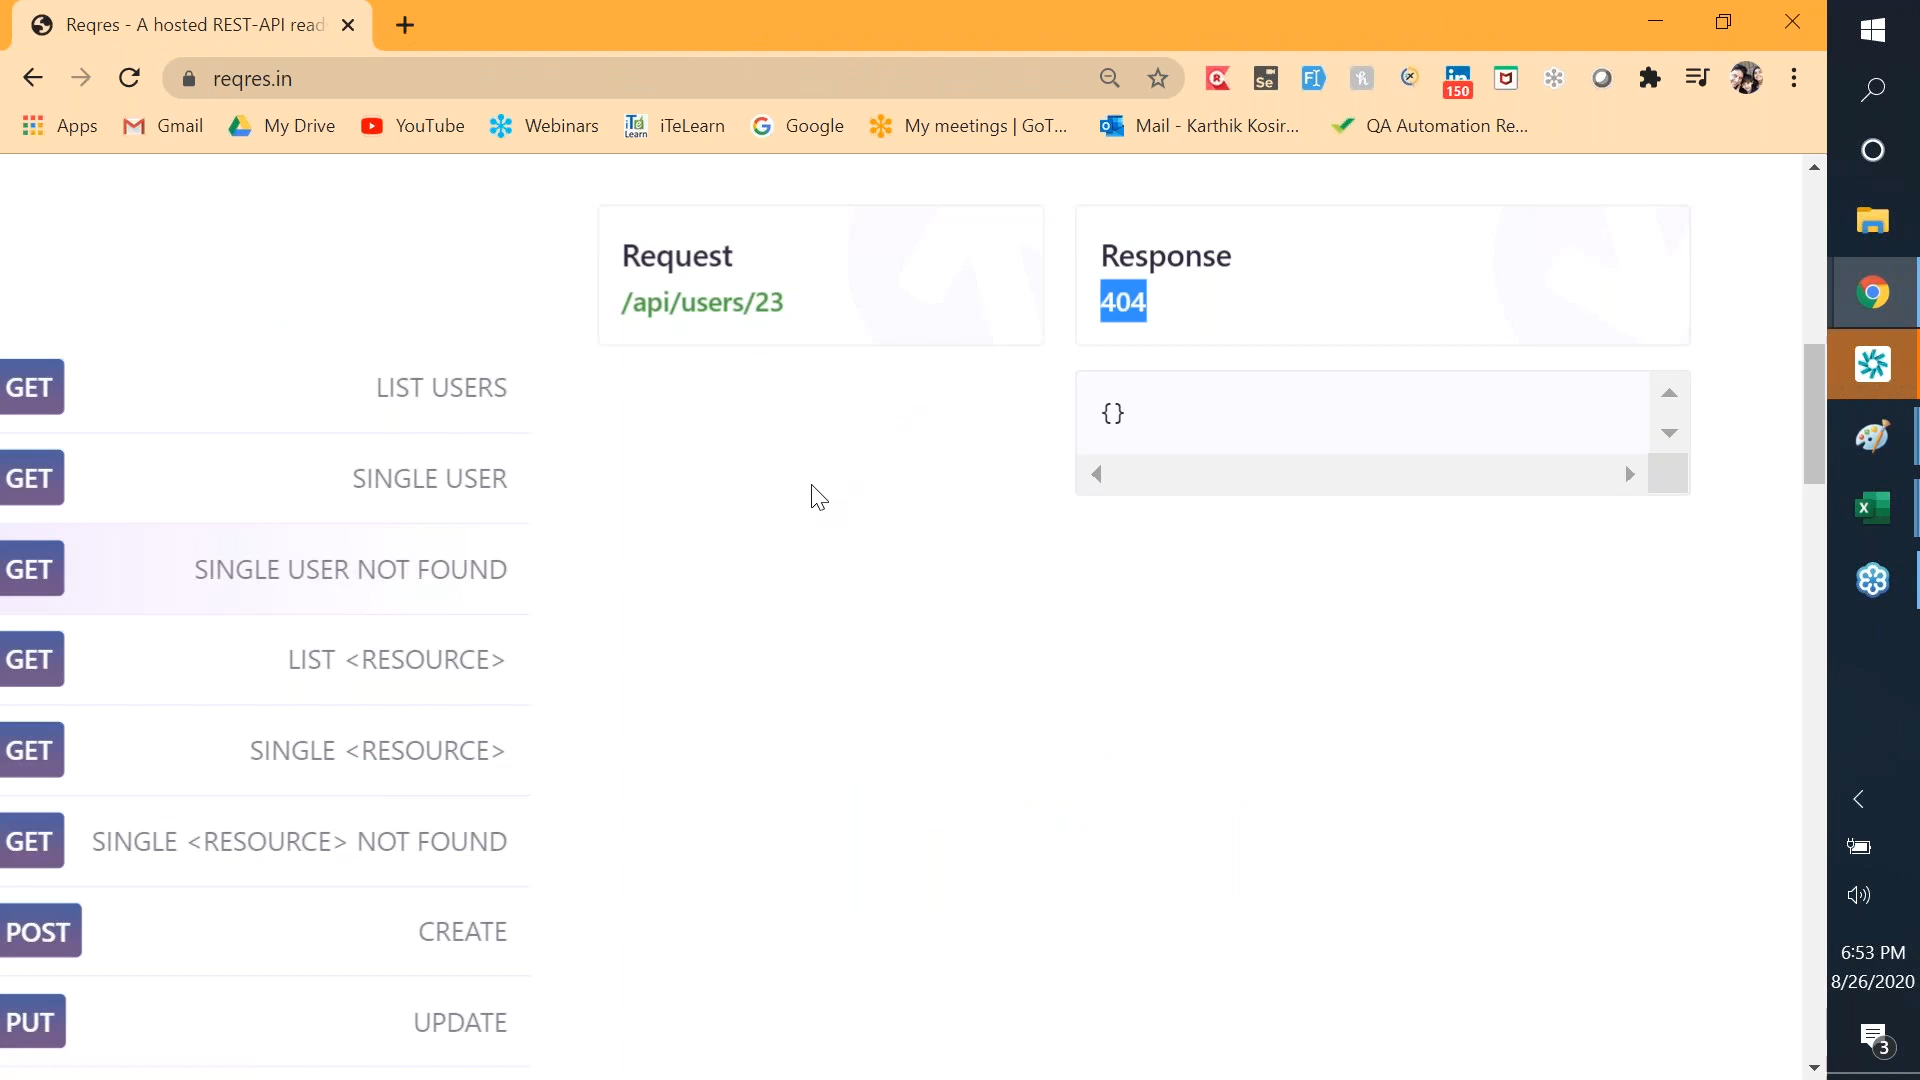 Reqres - A hosted REST-API read
reqres.in
Se
FI
in
150
Apps
Gmail
My Drive
YouTube
Webinars
iTeLearn
Google
My meetings | GoT...
Mail - Karthik Kosir...
QA Automation Re...
Request
/api/users/23
Response
404
{}
GET LIST USERS
GET SINGLE USER
GET SINGLE USER NOT FOUND
GET LIST <RESOURCE>
GET SINGLE <RESOURCE>
GET SINGLE <RESOURCE> NOT FOUND
POST CREATE
PUT UPDATE
6:53 PM
8/26/2020
3